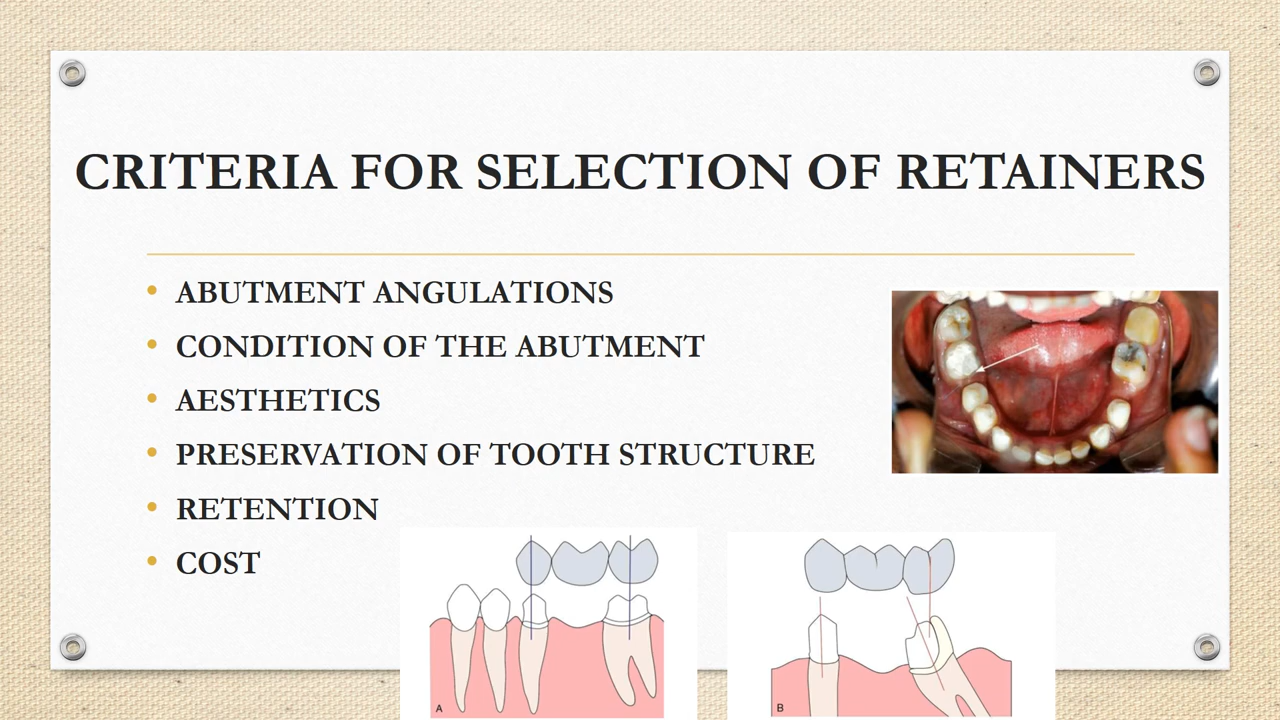 CRITERIA FOR SELECTION OF RETAINERS
• ABUTMENT ANGULATIONS
• CONDITION OF THE ABUTMENT
• AESTHETICS
• PRESERVATION OF TOOTH STRUCTURE
• RETENTION
• COST
A
B